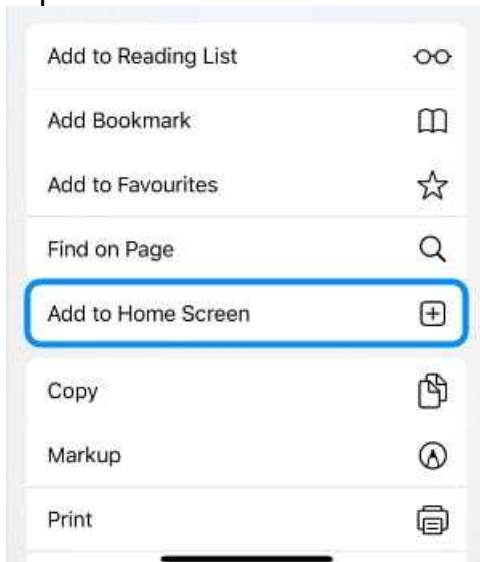 Add to Reading List
Add Bookmark
Add to Favourites
Find on Page
Add to Home Screen
Copy
Markup
Print